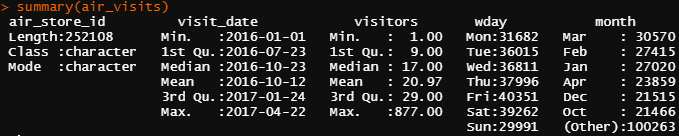 > summary(air_visits)
 air_store_id         visit_date            visitors        wday           month
Length:252108      Min.   :2016-01-01   Min.   :  1.00   Mon:31682   Mar    : 30570
Class :character   1st Qu.:2016-07-23   1st Qu.:  9.00   Tue:36015   Feb    : 27415
Mode  :character   Median :2016-10-23   Median : 17.00   Wed:36811   Jan    : 27020
                   Mean   :2016-10-12   Mean   : 20.97   Thu:37996   Apr    : 23859
                   3rd Qu.:2017-01-24   3rd Qu.: 29.00   Fri:40351   Dec    : 21515
                   Max.   :2017-04-22   Max.   :877.00   Sat:39262   Oct    : 21466
                                                         Sun:29991   (Other):100263